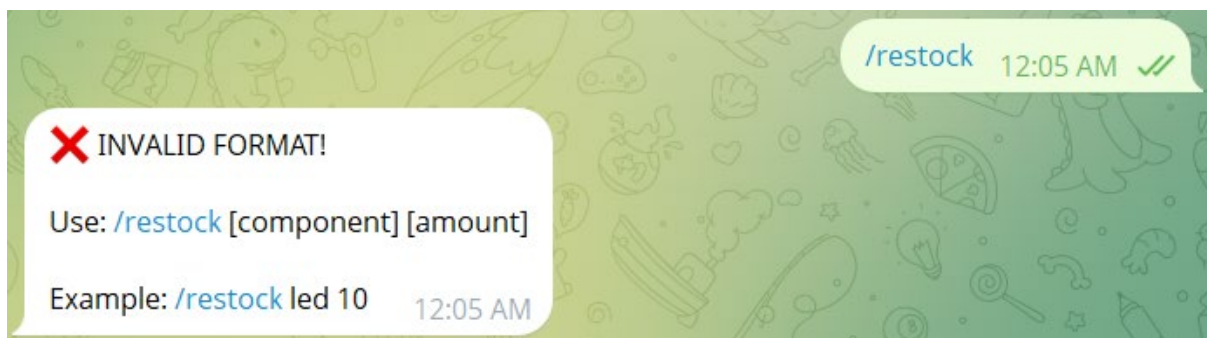 /restock 12:05 AM
❌ INVALID FORMAT!
Use: /restock [component] [amount]
Example: /restock led 10 12:05 AM